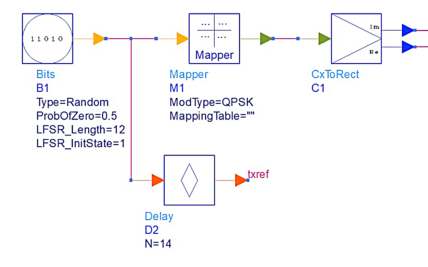 11010
Bits
B1
Type=Random
ProbOfZero=0.5
LFSR_Length=12
LFSR_InitState=1
Mapper
Mapper
M1
ModType=QPSK
MappingTable=""
Im
Re
CxToRect
C1
txref
Delay
D2
N=14